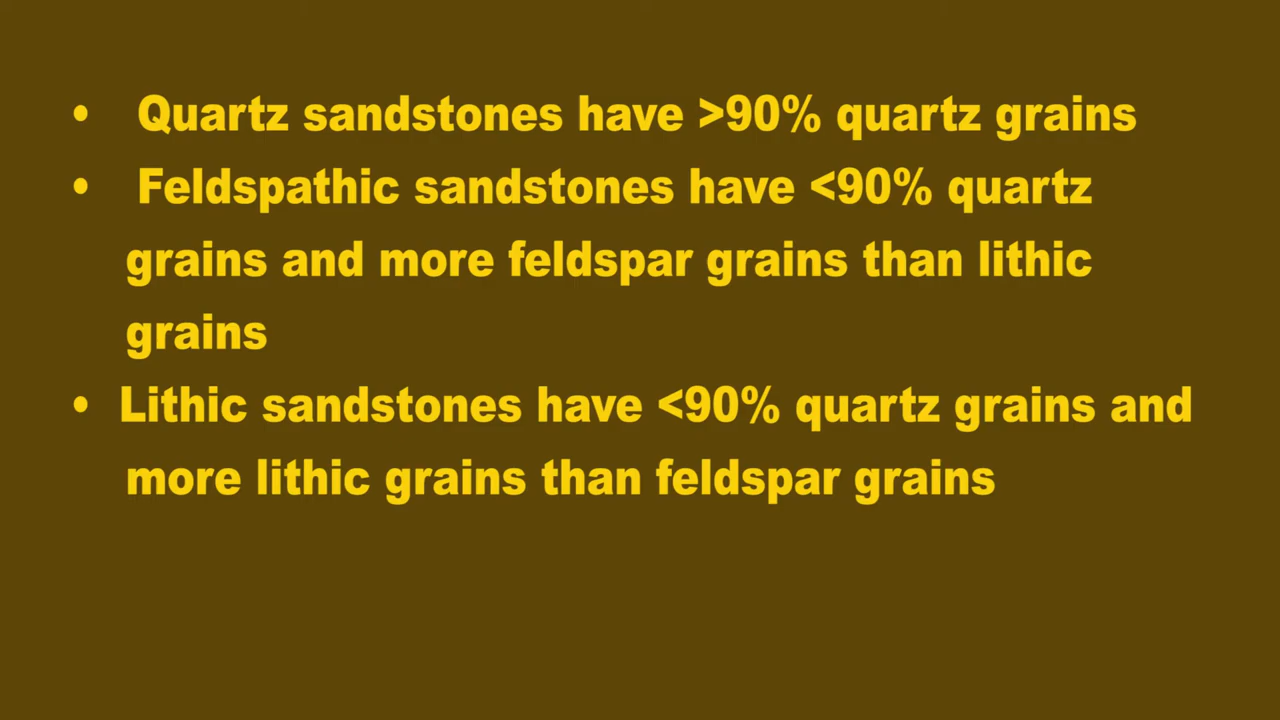 • Quartz sandstones have >90% quartz grains
• Feldspathic sandstones have <90% quartz
grains and more feldspar grains than lithic
grains
• Lithic sandstones have <90% quartz grains and
more lithic grains than feldspar grains